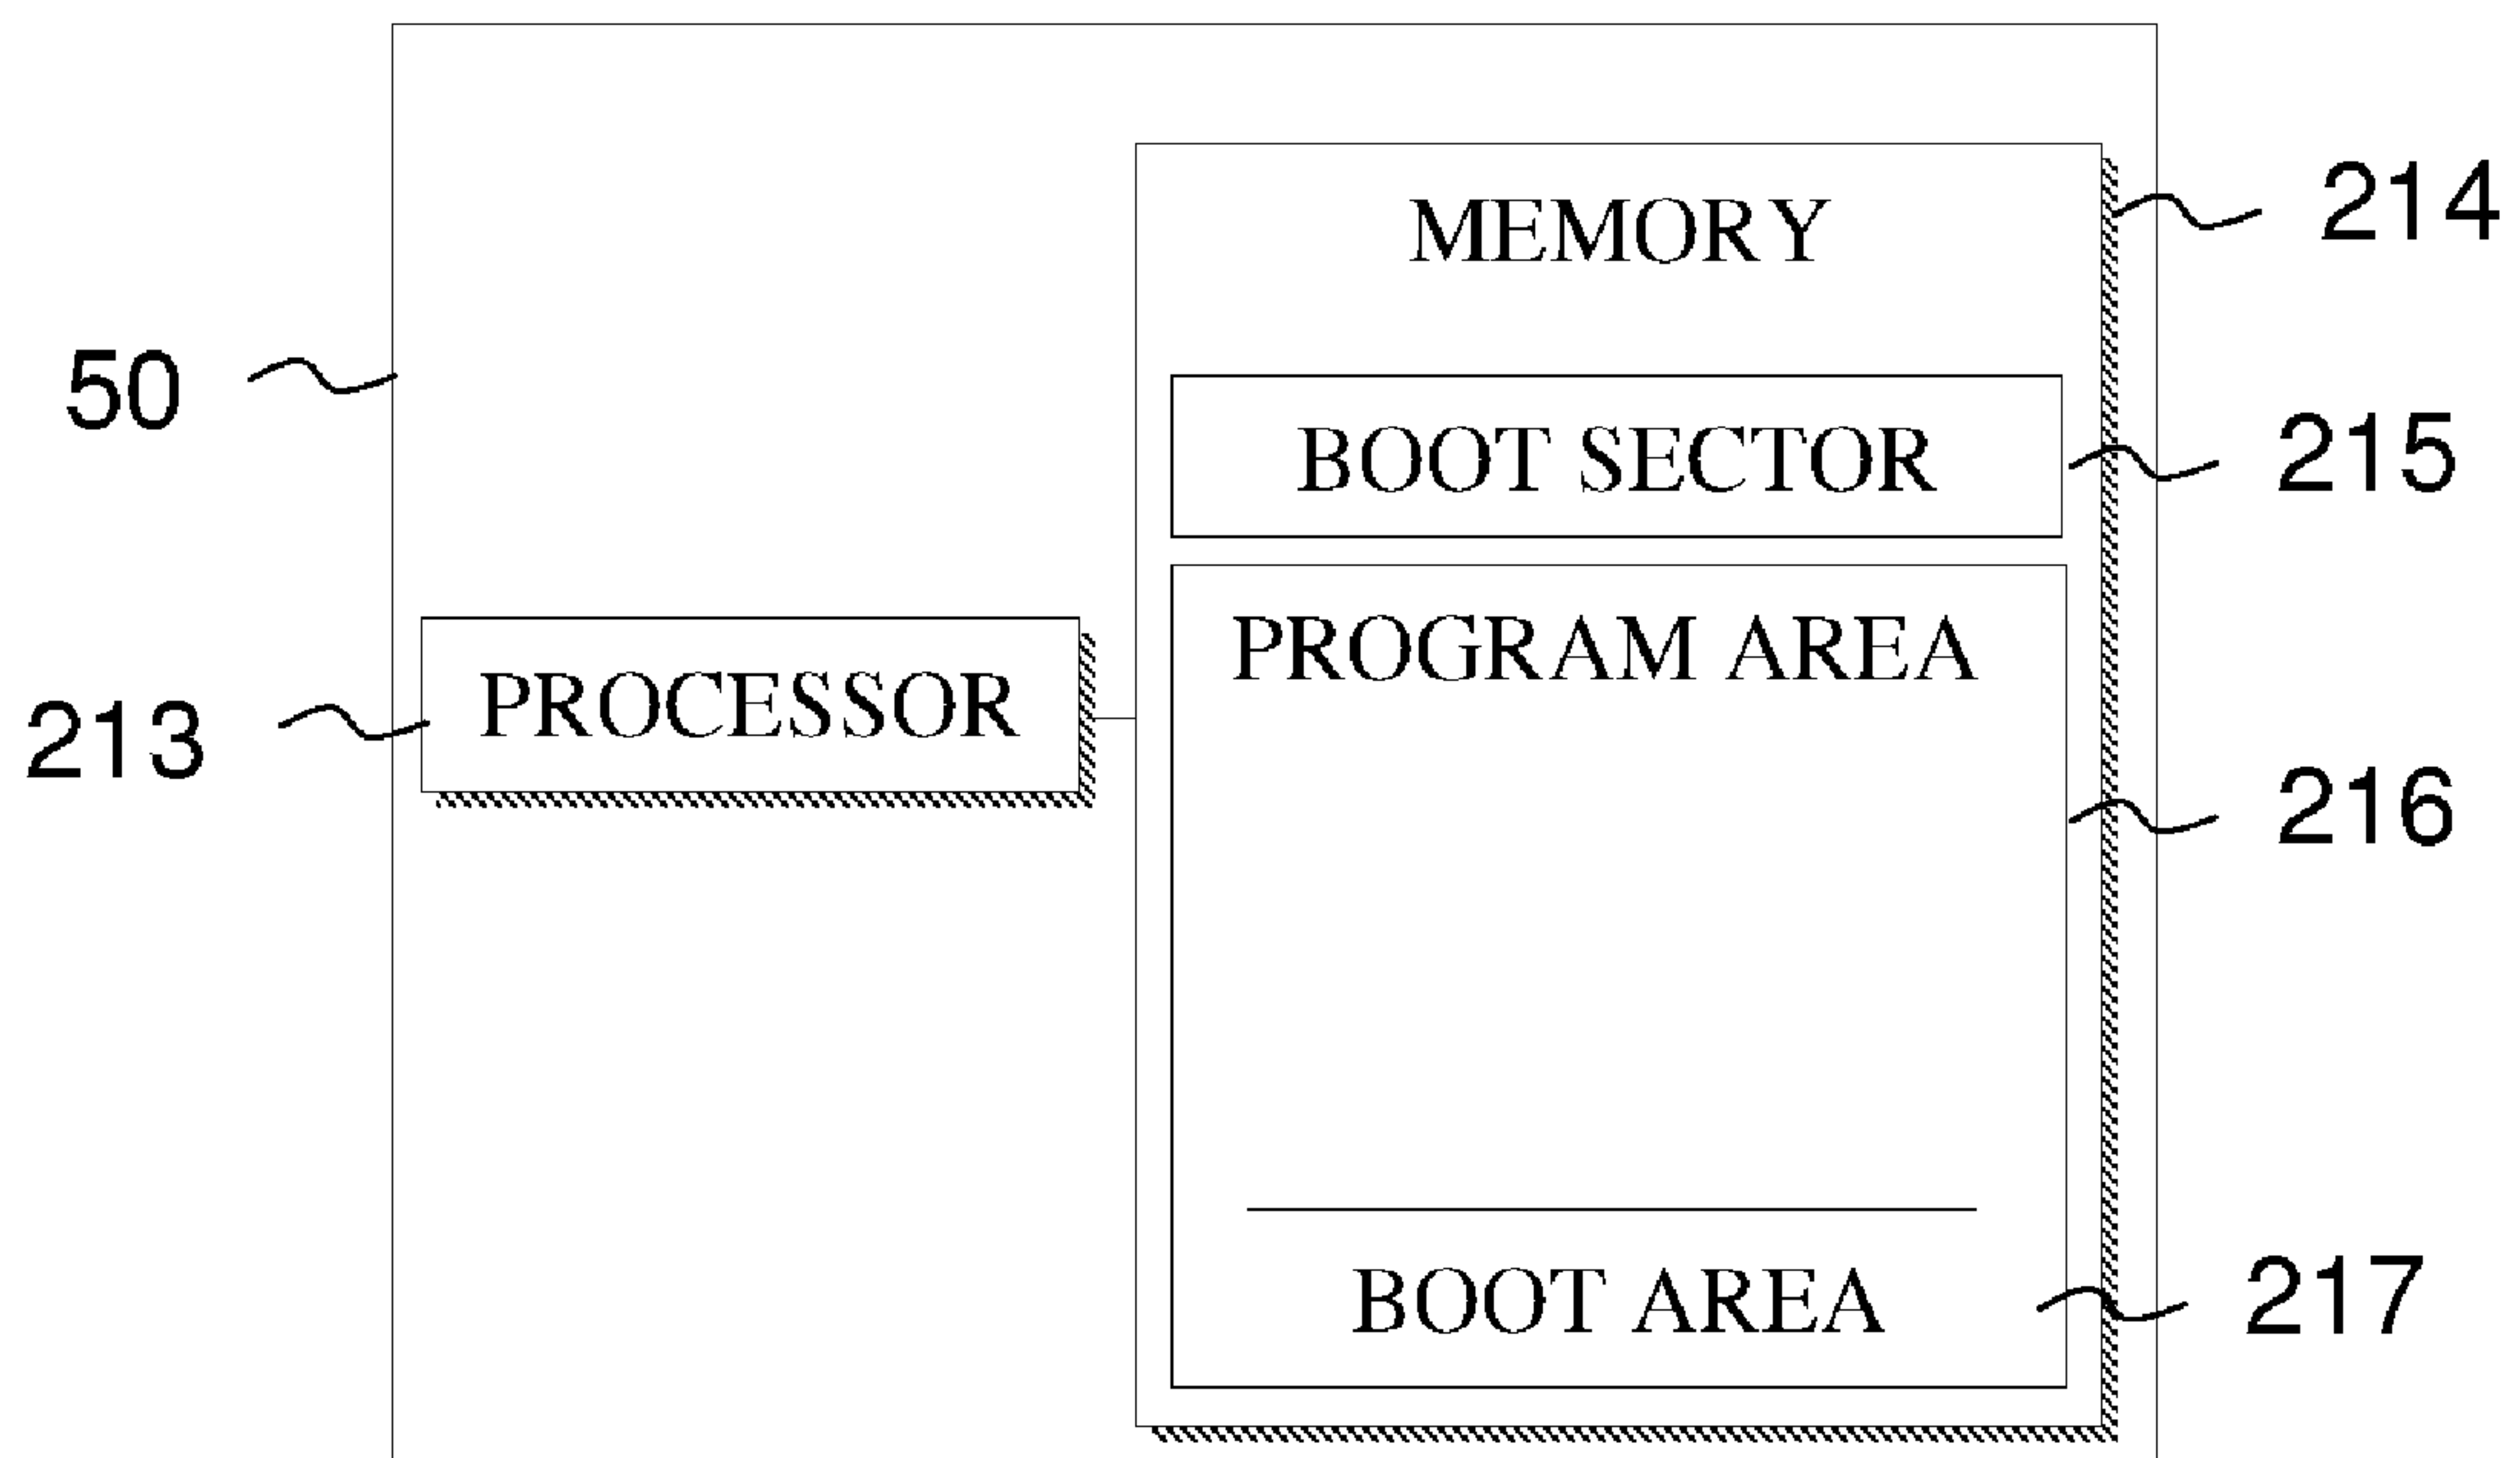 MEMORY
214
50
BOOT SECTOR
215
PROGRAM AREA
PROCESSOR
213
216
BOOT AREA
217